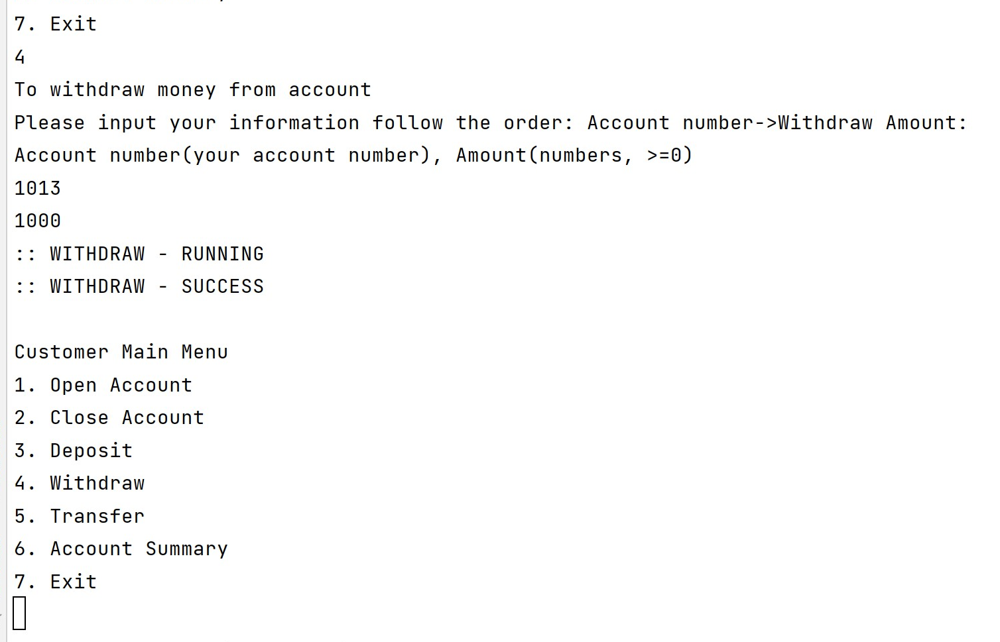 7. Exit
4
To withdraw money from account
Please input your information follow the order: Account number->Withdraw Amount:
Account number(your account number), Amount(numbers, >=0)
1013
1000
:: WITHDRAW - RUNNING
:: WITHDRAW - SUCCESS
Customer Main Menu
1. Open Account
2. Close Account
3. Deposit
4. Withdraw
5. Transfer
6. Account Summary
7. Exit